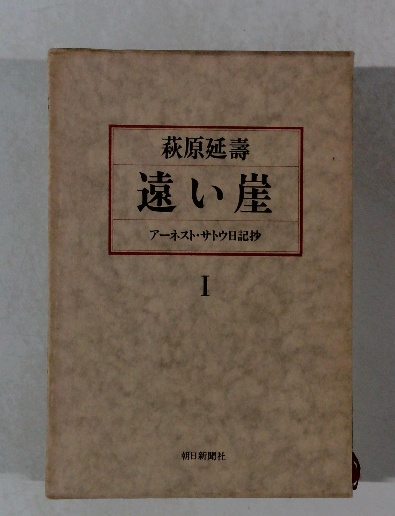 萩原延壽
遠い崖
アーネスト・サトウ日記抄
I
朝日新聞社